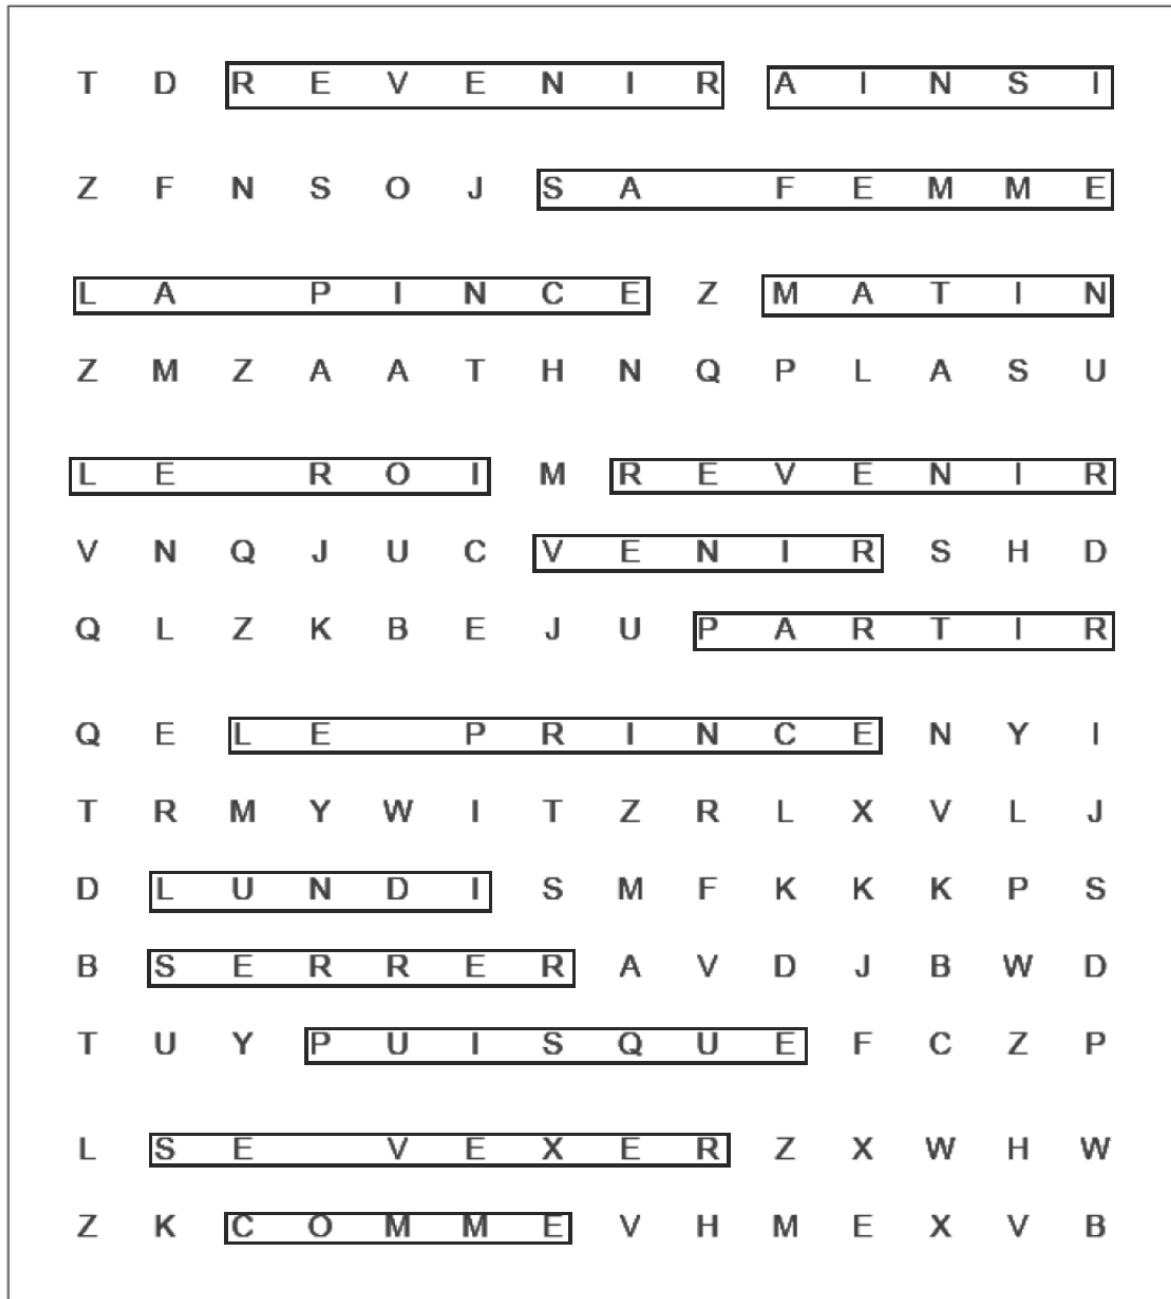 T D R E V E N I R A I N S I
Z F N S O J S A F E M M E
L A P I N C E Z M A T I N
Z M Z A A T H N Q P L A S U
L E R O I M R E V E N I R
V N Q J U C V E N I R S H D
Q L Z K B E J U P A R T I R
Q E L E P R I N C E N Y I
T R M Y W I T Z R L X V L J
D L U N D I S M F K K K P S
B S E R R E R A V D J B W D
T U Y P U I S Q U E F C Z P
L S E V E X E R Z X W H W
Z K C O M M E V H M E X V B